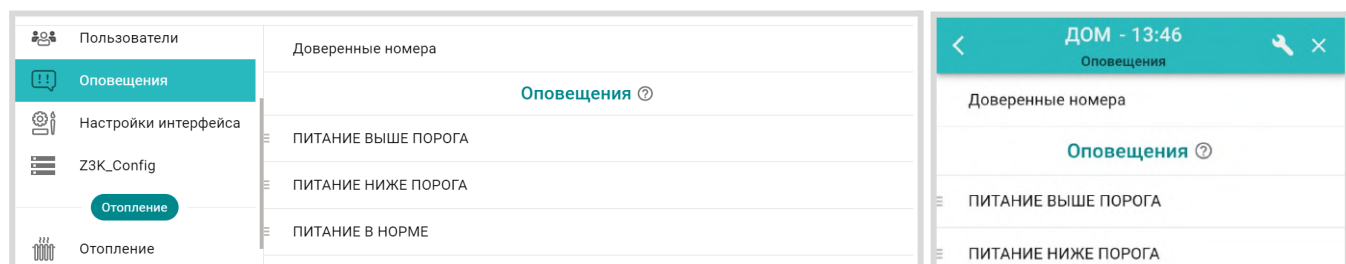 Пользователи
Оповещения
Настройки интерфейса
Z3K_Config
Отопление
Отопление
Доверенные номера
Оповещения ?
ПИТАНИЕ ВЫШЕ ПОРОГА
ПИТАНИЕ НИЖЕ ПОРОГА
ПИТАНИЕ В НОРМЕ
ДОМ - 13:46
Оповещения
Доверенные номера
Оповещения ?
ПИТАНИЕ ВЫШЕ ПОРОГА
ПИТАНИЕ НИЖЕ ПОРОГА